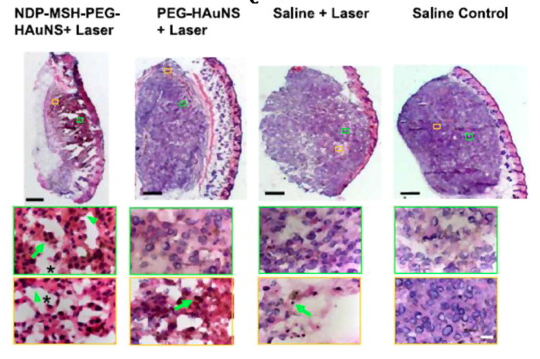 NDP-MSH-PEG-
HAuNS+ Laser
PEG-HAuNS
+ Laser
Saline + Laser
Saline Control
*
*